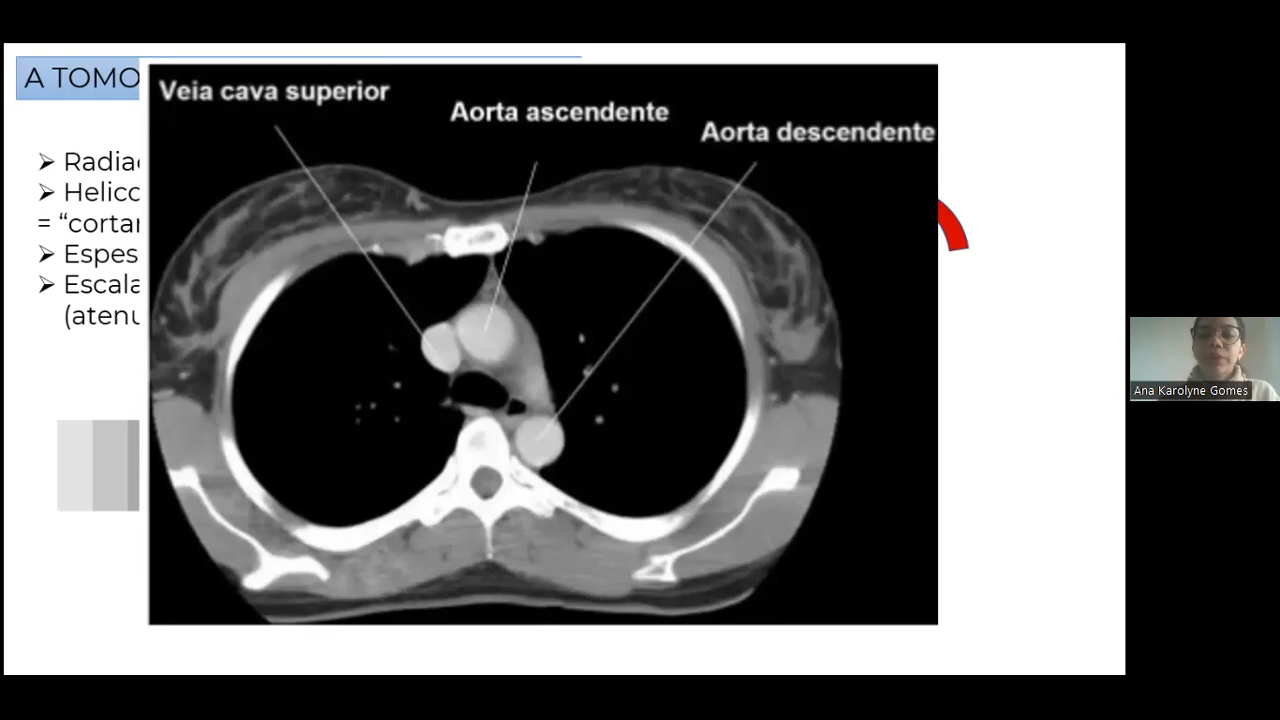 A TOMO
Veia cava superior
Aorta ascendente
Aorta descendente
➢ Radia
➢ Helico
= “cortar
➢ Espes
➢ Escala
(atenu
Ana Karolyne Gomes